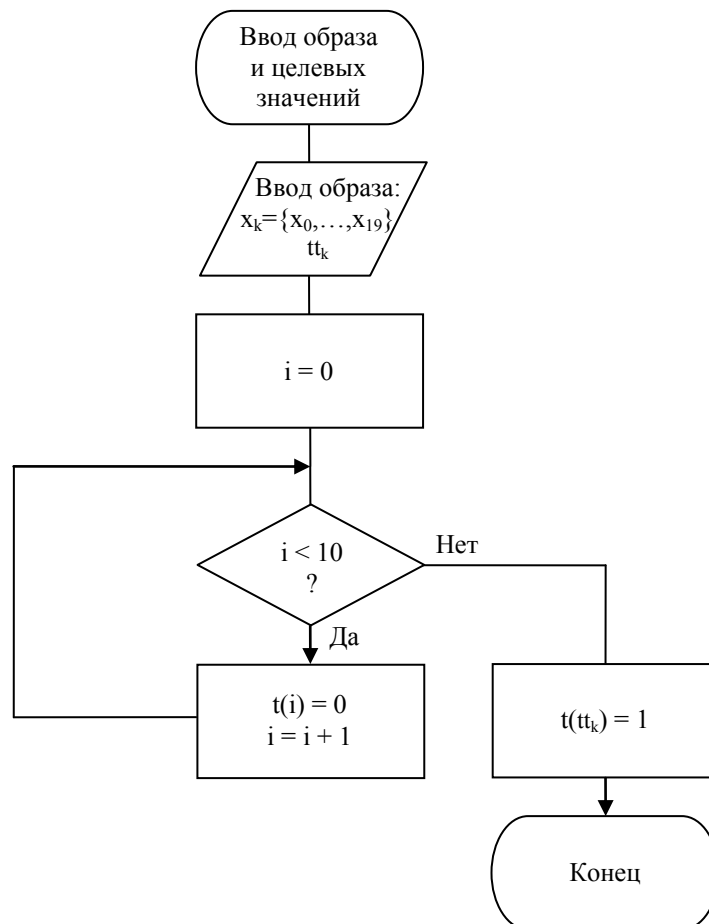 Ввод образа
и целевых
значений
Ввод образа:
xₖ={x₀,…,x₁₉}
ttₖ
i = 0
i < 10
?
Нет
Да
t(i) = 0
i = i + 1
t(ttₖ) = 1
Конец